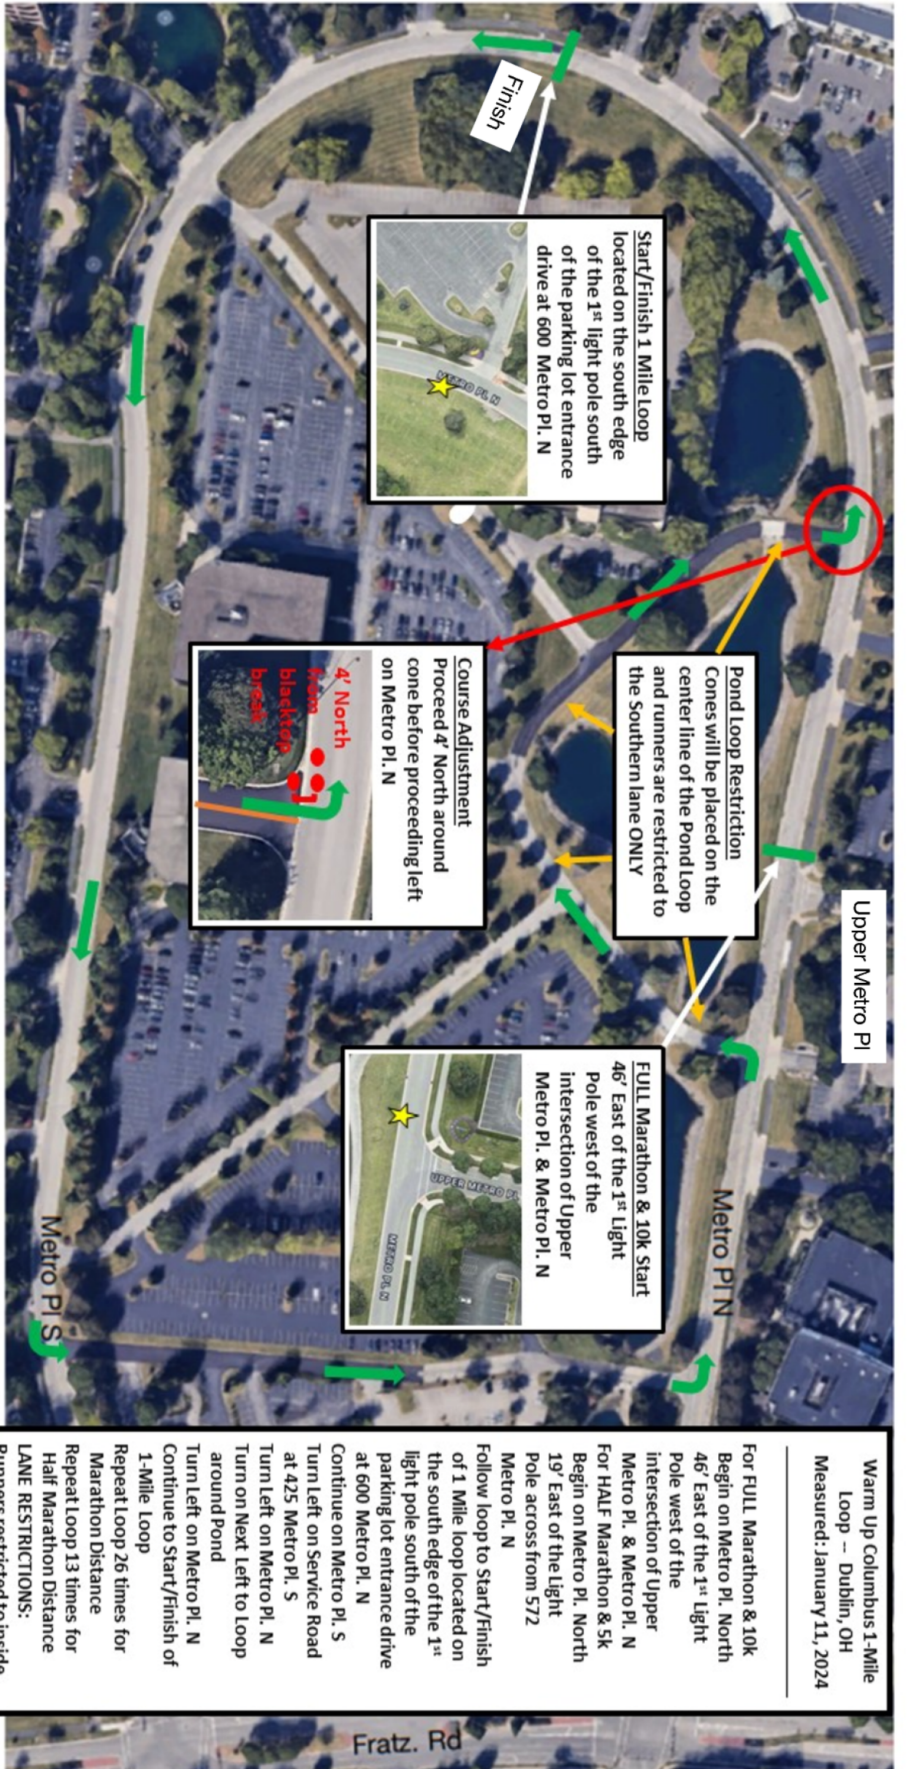 Finish
Start/Finish 1 Mile Loop
located on the south edge
of the 1st light pole south
of the parking lot entrance
drive at 600 Metro Pl. N
METRO PL N
Pond Loop Restriction
Cones will be placed on the
center line of the Pond Loop
and runners are restricted to
the Southern lane ONLY
Course Adjustment
Proceed 4' North around
cone before proceeding left
on Metro Pl. N
4' North
from
blacktop
break
Upper Metro Pl
FULL Marathon & 10k Start
46' East of the 1st Light
Pole west of the
intersection of Upper
Metro Pl. & Metro Pl. N
UPPER METRO PL
METRO PL N
Metro Pl N
Metro Pl S
Warm Up Columbus 1-Mile
Loop -- Dublin, OH
Measured: January 11, 2024
For FULL Marathon & 10k
Begin on Metro Pl. North
46' East of the 1st Light
Pole west of the
intersection of Upper
Metro Pl. & Metro Pl. N
For HALF Marathon & 5k
Begin on Metro Pl. North
19' East of the Light
Pole across from 572
Metro Pl. N
Follow loop to Start/Finish
of 1 Mile loop located on
the south edge of the 1st
light pole south of the
parking lot entrance drive
at 600 Metro Pl. N
Continue on Metro Pl. S
Turn Left on Service Road
at 425 Metro Pl. S
Turn Left on Metro Pl. N
Turn on Next Left to Loop
around Pond
Turn Left on Metro Pl. N
Continue to Start/Finish of
1-Mile Loop
Repeat Loop 26 times for
Marathon Distance
Repeat Loop 13 times for
Half Marathon Distance
LANE RESTRICTIONS:
Runners restricted to inside
Fratz. Rd